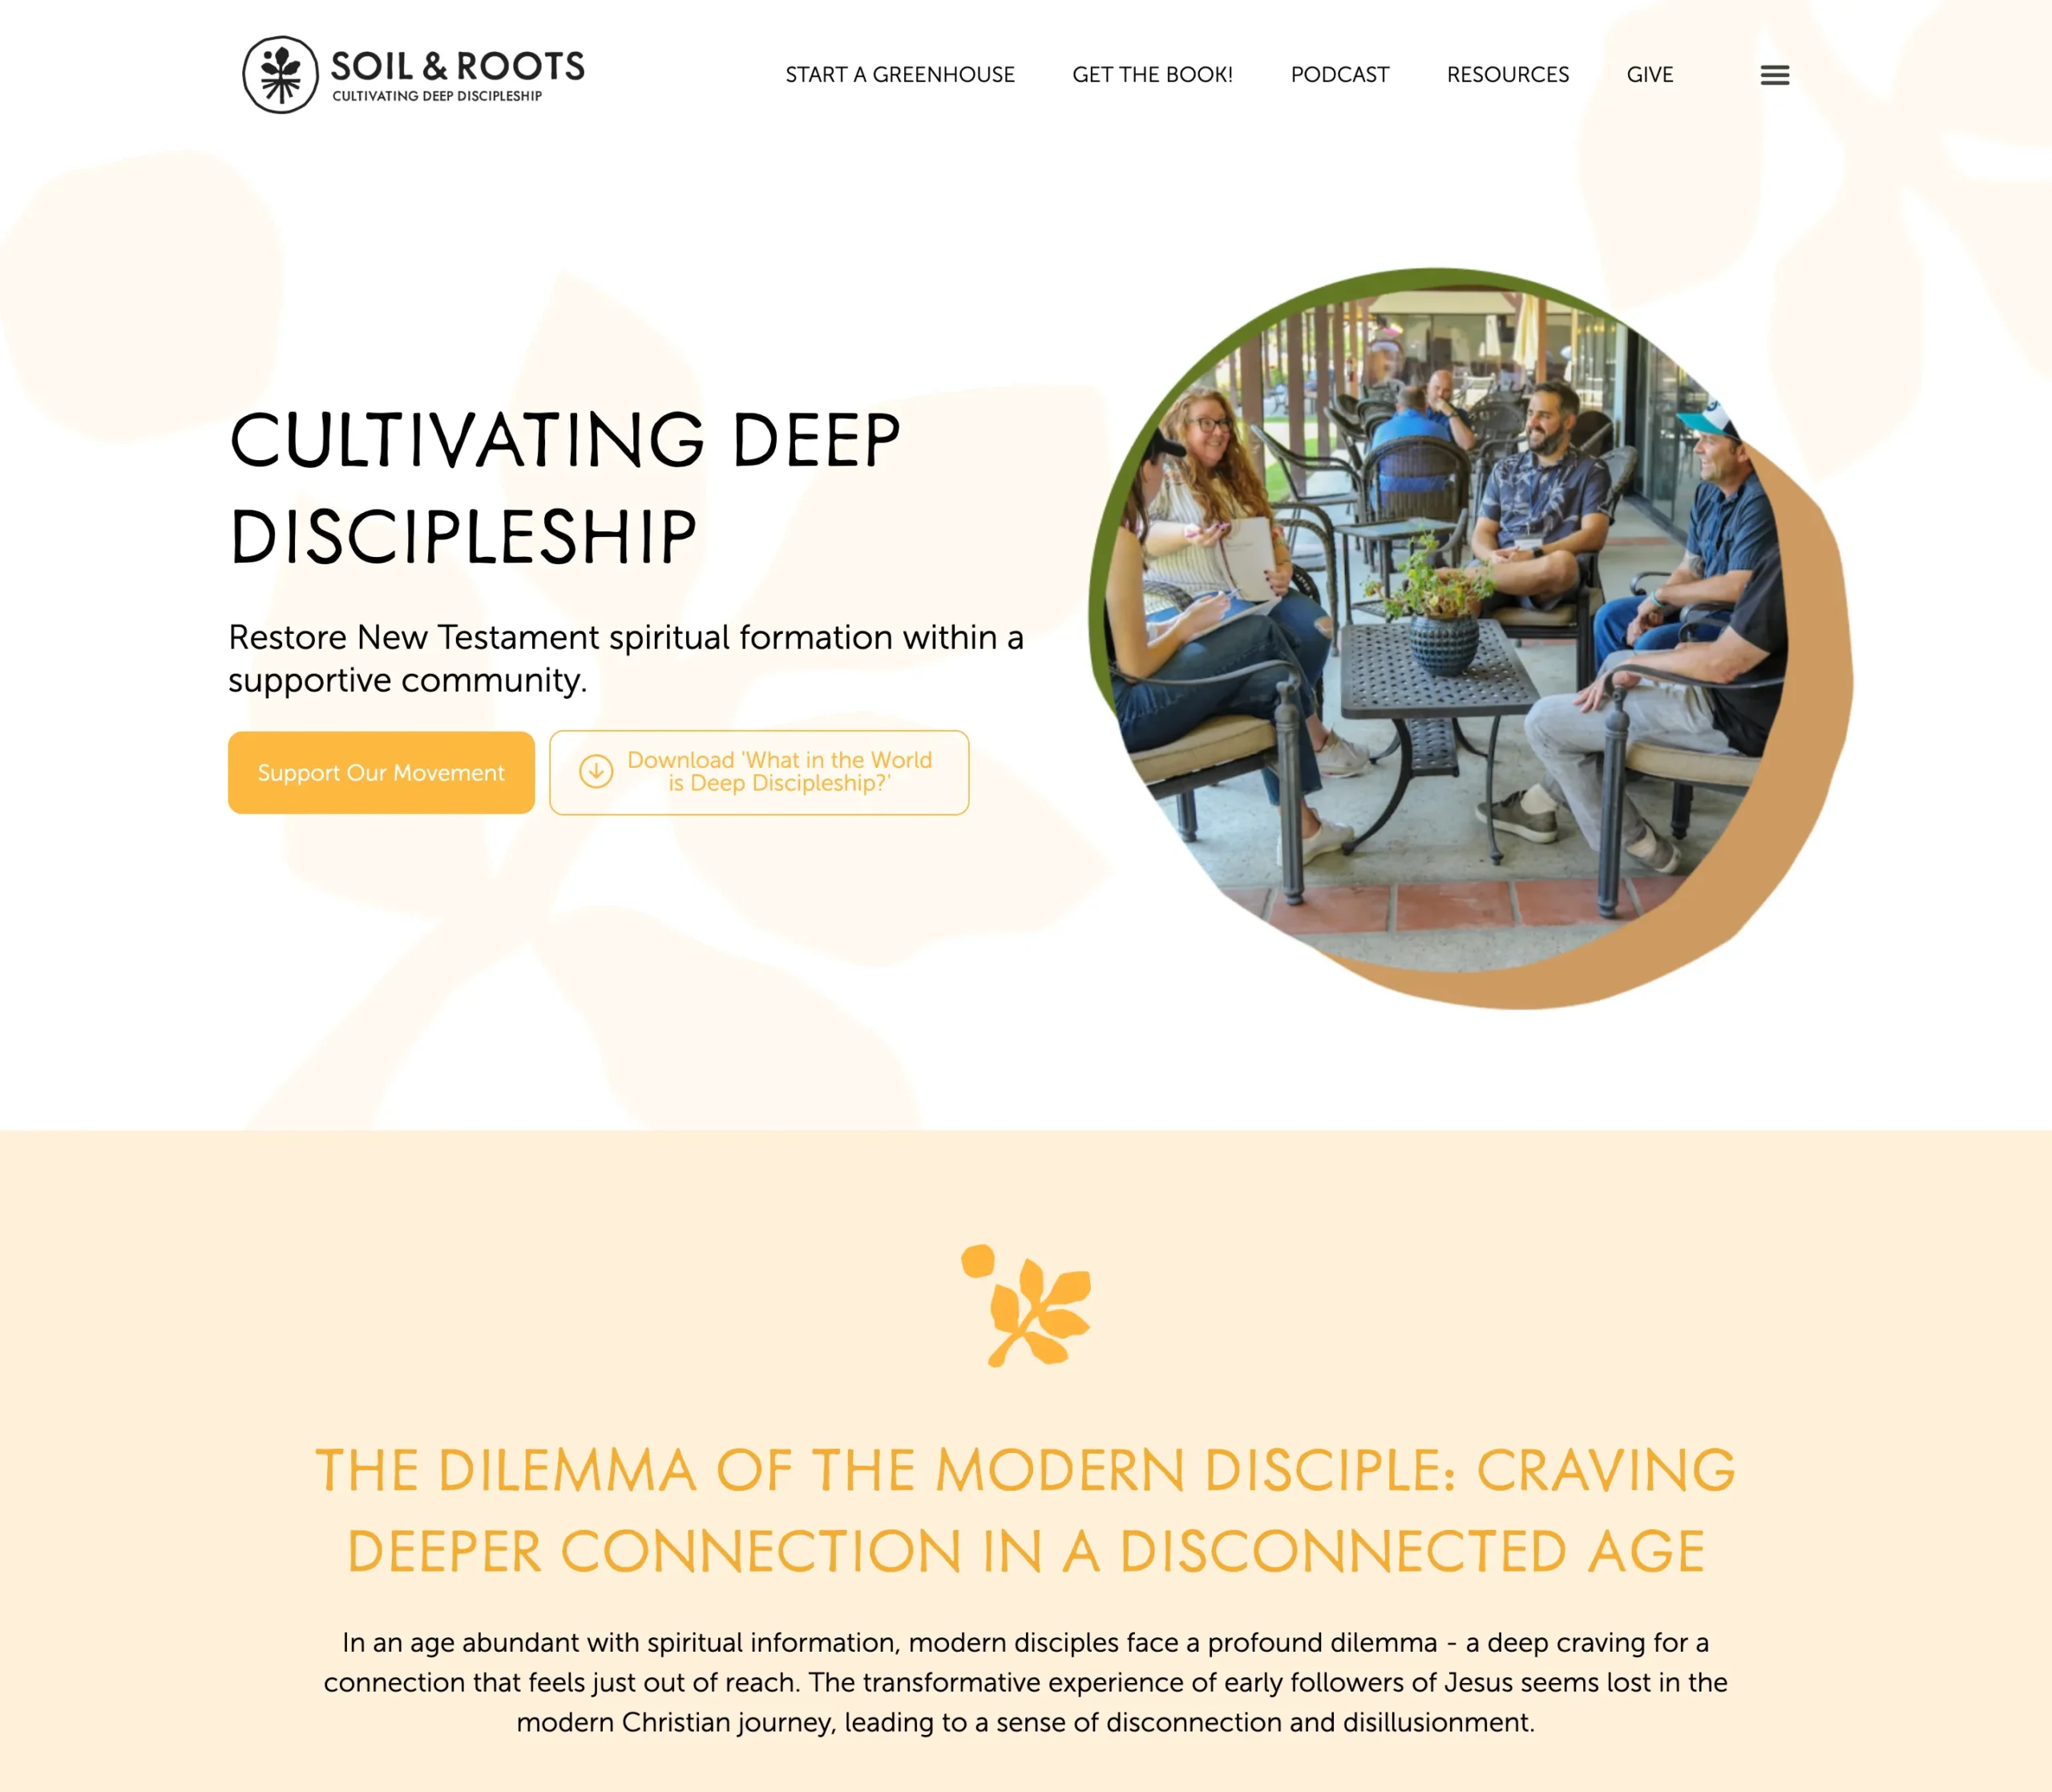 SOIL & ROOTS
CULTIVATING DEEP DISCIPLESHIP
START A GREENHOUSE
GET THE BOOK!
PODCAST
RESOURCES
GIVE
CULTIVATING DEEP
DISCIPLESHIP
Restore New Testament spiritual formation within a
supportive community.
Support Our Movement
Download 'What in the World
is Deep Discipleship?'
THE DILEMMA OF THE MODERN DISCIPLE: CRAVING
DEEPER CONNECTION IN A DISCONNECTED AGE
In an age abundant with spiritual information, modern disciples face a profound dilemma - a deep craving for a
connection that feels just out of reach. The transformative experience of early followers of Jesus seems lost in the
modern Christian journey, leading to a sense of disconnection and disillusionment.